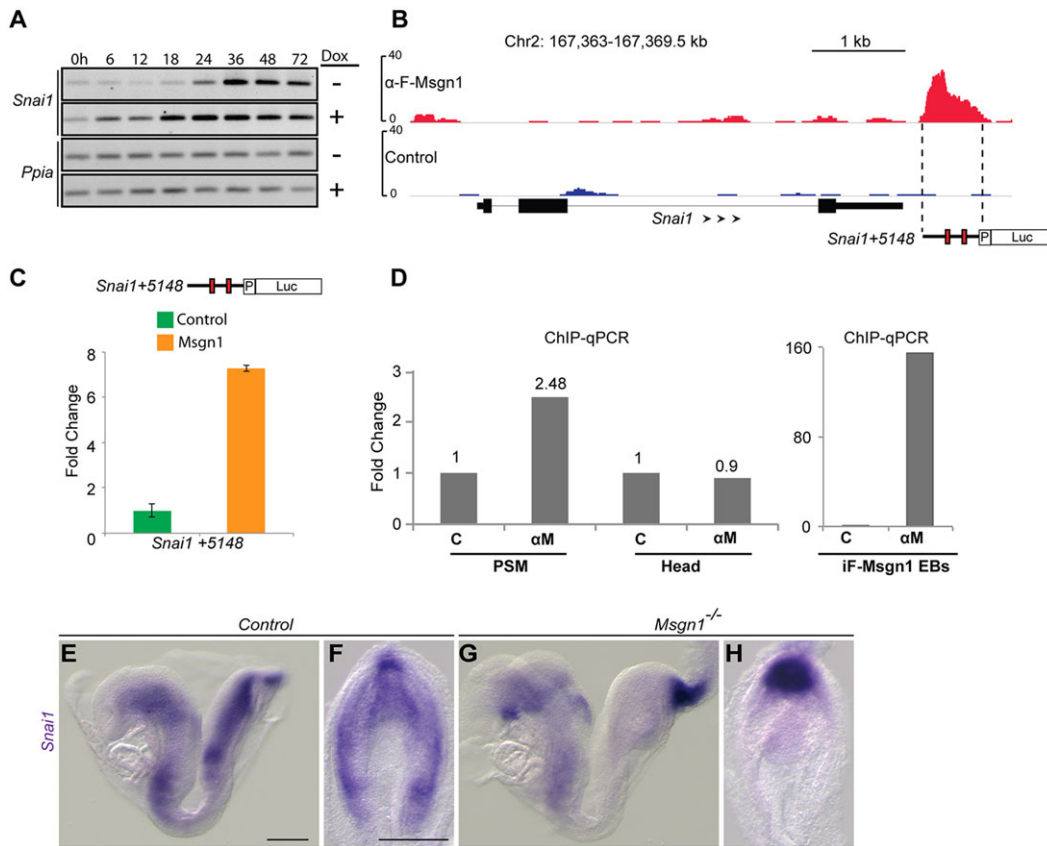 A
0h 6 12 18 24 36 48 72 Dox
Snai1
-
+
Ppia
-
+
B
Chr2: 167,363-167,369.5 kb
1 kb
40
α-F-Msgn1
0
40
Control
0
Snai1
Snai1+5148
P Luc
C
Snai1+5148
P Luc
Control
Msgn1
Fold Change
8
6
4
2
0
Snai1 +5148
D
ChIP-qPCR
Fold Change
3
2
1
0
1
2.48
1
0.9
C αM C αM
PSM Head
ChIP-qPCR
160
80
0
C αM
iF-Msgn1 EBs
Control
Msgn1-/-
Snai1
E
F
G
H